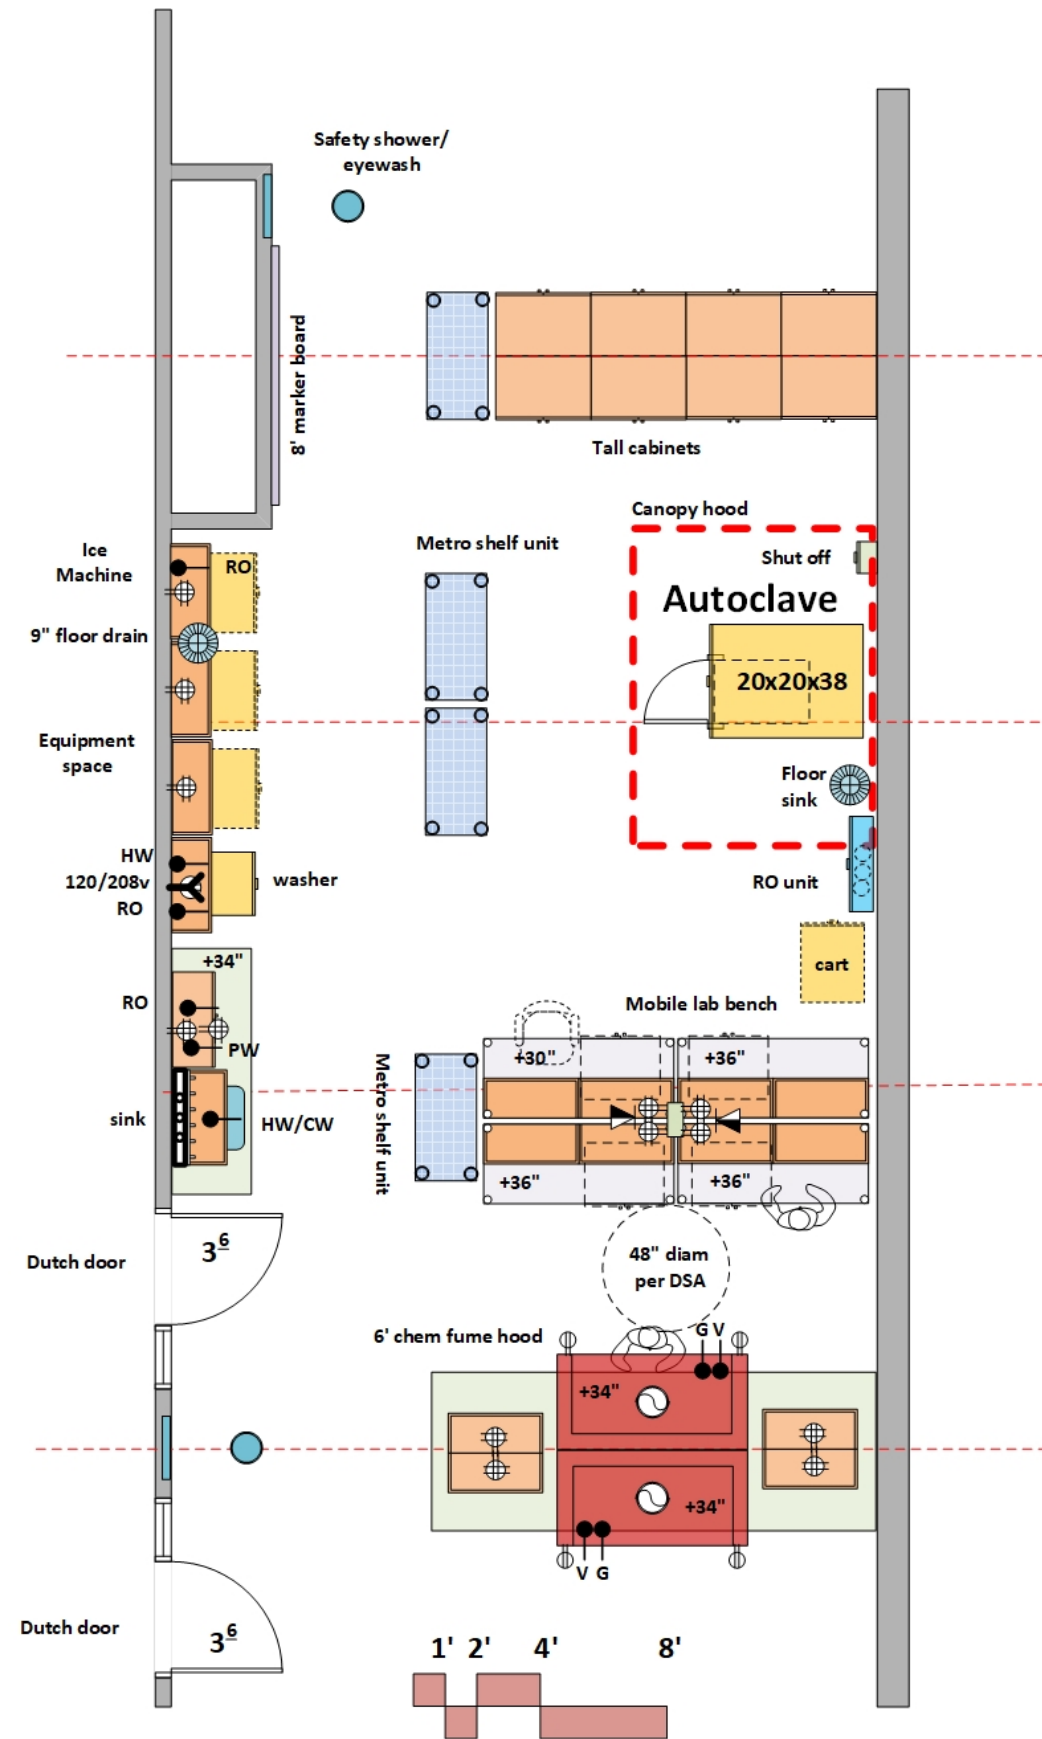 Safety shower/
eyewash
8' marker board
Tall cabinets
Canopy hood
Ice
Machine
RO
Metro shelf unit
Shut off
Autoclave
9" floor drain
20x20x38
Equipment
space
Floor
sink
HW
120/208v
RO
washer
RO unit
+34"
cart
RO
PW
Mobile lab bench
+30"
+36"
Metro shelf unit
sink
HW/CW
+36"
+36"
3 6
Dutch door
48" diam
per DSA
6' chem fume hood
G V
+34"
+34"
V G
Dutch door
3 6
1' 2' 4' 8'